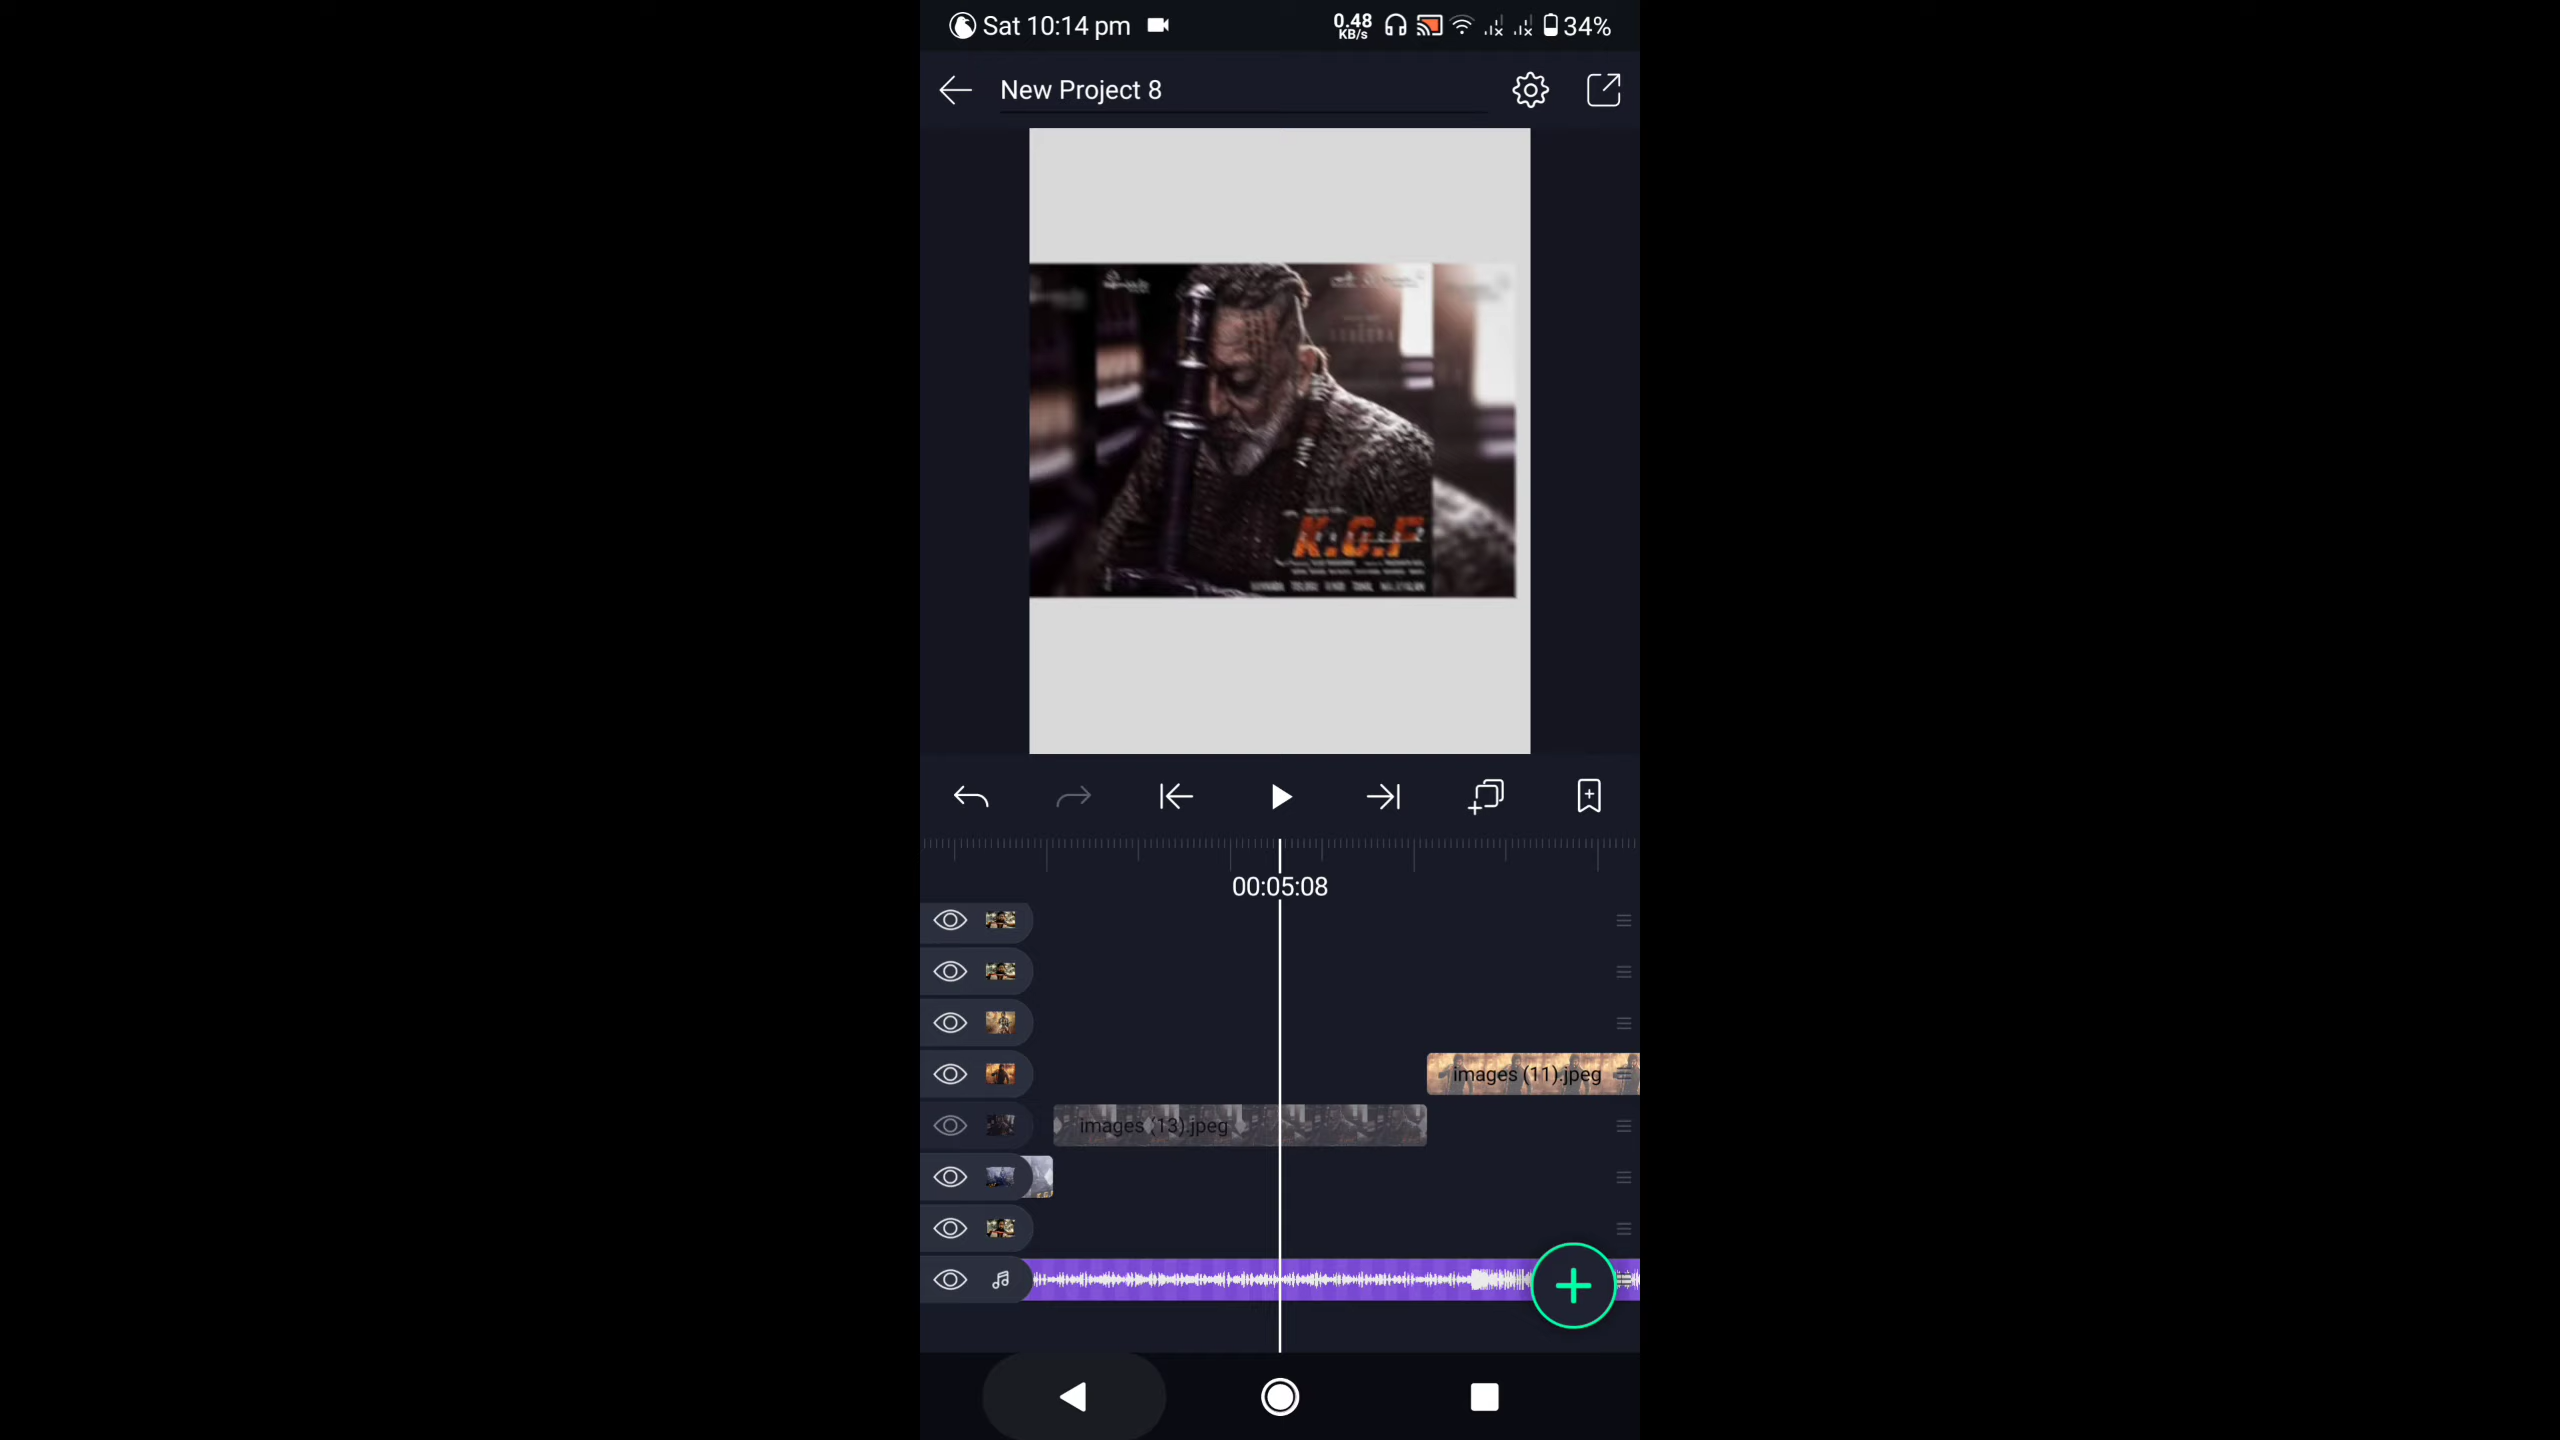 Sat 10:14 pm
0.48
KB/s
34%
New Project 8
K.G.F
00:05:08
images (11).jpeg
images (13).jpeg